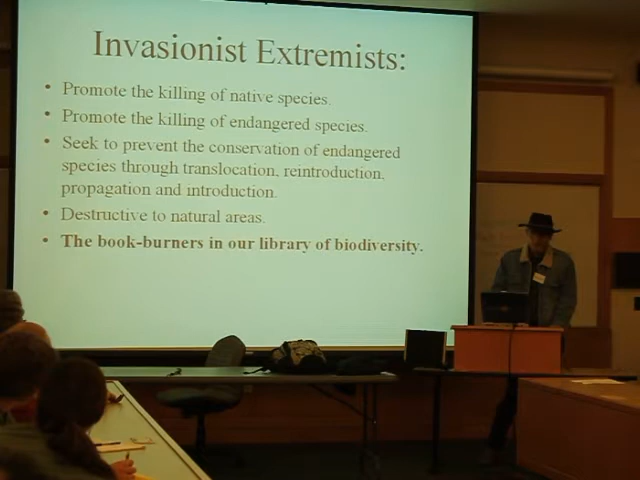 Invasionist Extremists:
• Promote the killing of native species.
• Promote the killing of endangered species.
• Seek to prevent the conservation of endangered
species through translocation, reintroduction,
propagation and introduction.
• Destructive to natural areas.
• The book-burners in our library of biodiversity.